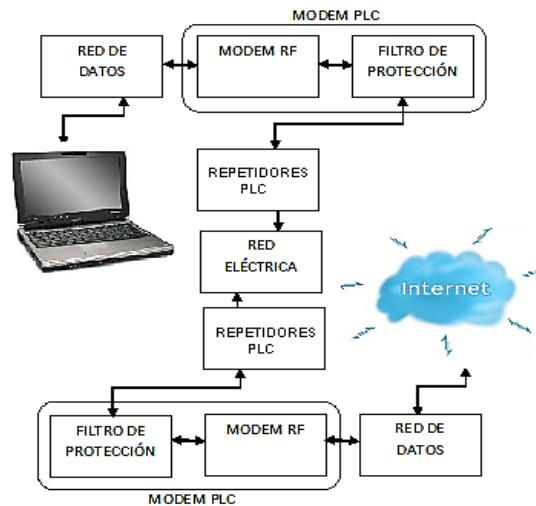 MODEM PLC
RED DE
DATOS
MODEM RF
FILTRO DE
PROTECCIÓN
REPETIDORES
PLC
RED
ELÉCTRICA
Internet
REPETIDORES
PLC
FILTRO DE
PROTECCIÓN
MODEM RF
RED DE
DATOS
MODEM PLC